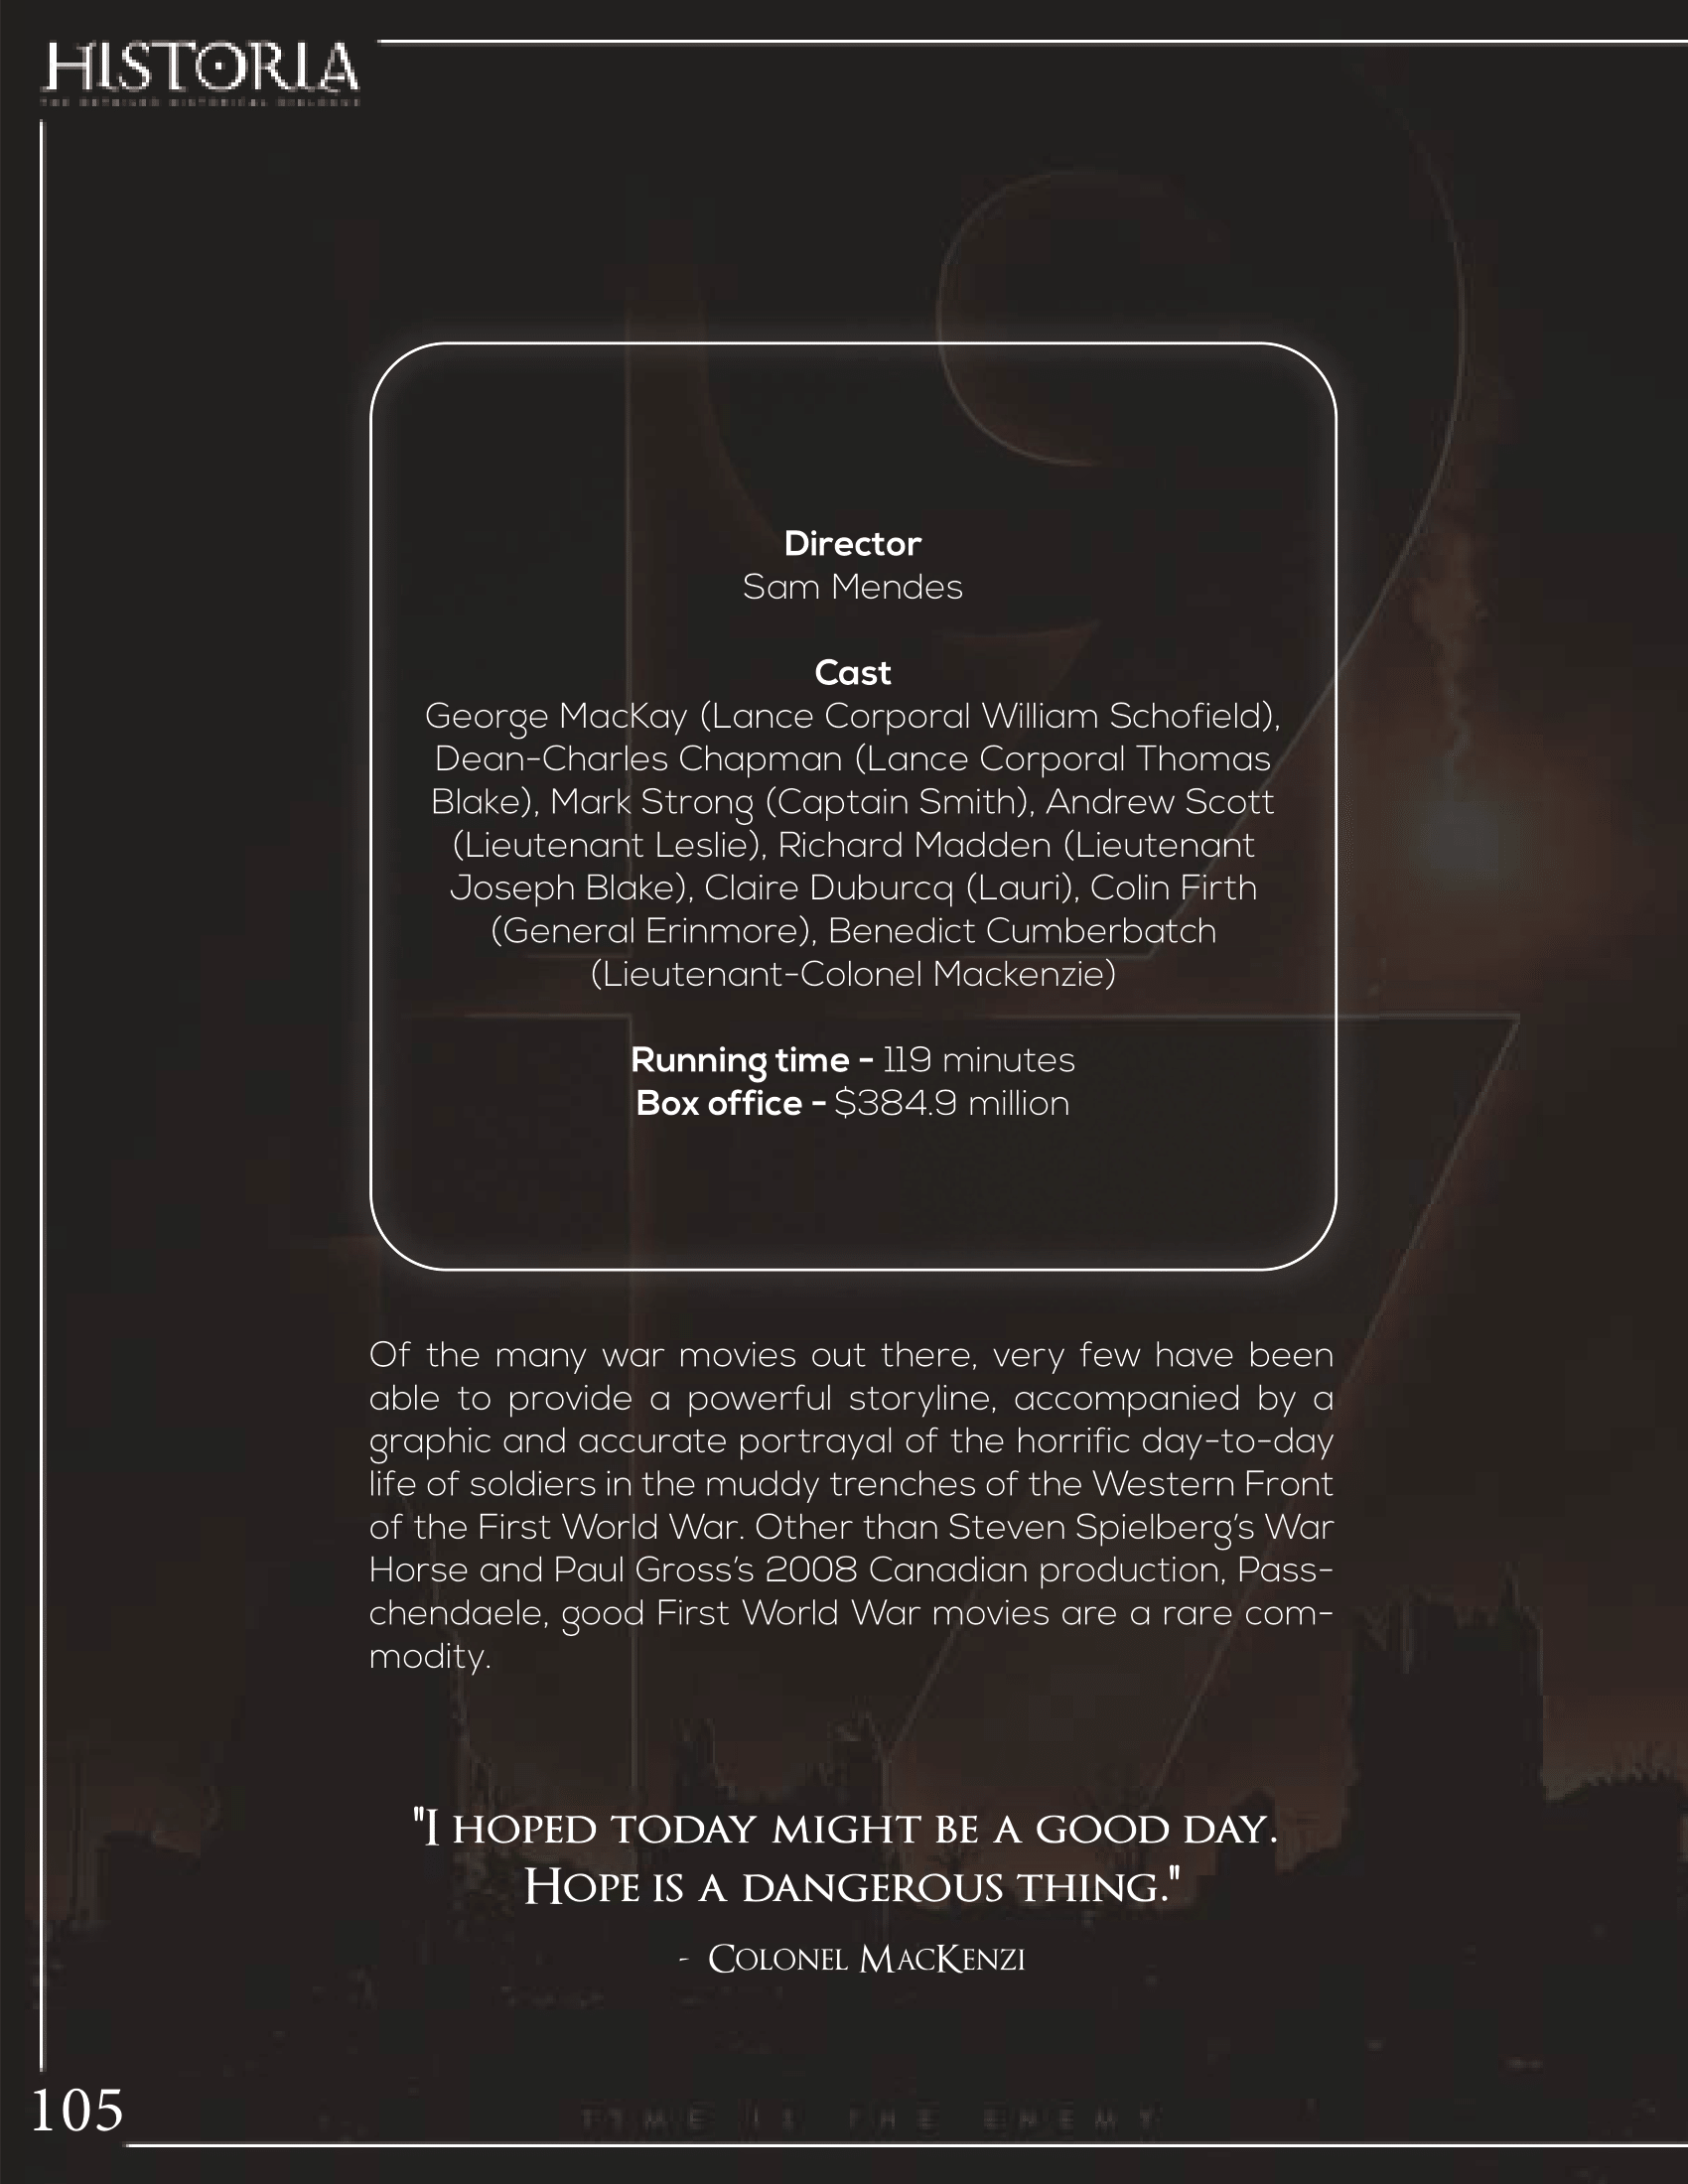 HISTORIA
Director
Sam Mendes
Cast
George MacKay (Lance Corporal William Schofield),
Dean-Charles Chapman (Lance Corporal Thomas
Blake), Mark Strong (Captain Smith), Andrew Scott
(Lieutenant Leslie), Richard Madden (Lieutenant
Joseph Blake), Claire Duburcq (Lauri), Colin Firth
(General Erinmore), Benedict Cumberbatch
(Lieutenant-Colonel Mackenzie)
Running time - 119 minutes
Box office - $384.9 million
Of the many war movies out there, very few have been
able to provide a powerful storyline, accompanied by a
graphic and accurate portrayal of the horrific day-to-day
life of soldiers in the muddy trenches of the Western Front
of the First World War. Other than Steven Spielberg's War
Horse and Paul Gross's 2008 Canadian production, Pass-
chendaele, good First World War movies are a rare com-
modity.
"I HOPED TODAY MIGHT BE A GOOD DAY.
HOPE IS A DANGEROUS THING."
- COLONEL MACKENZI
105
TIME IS THE ENEMY